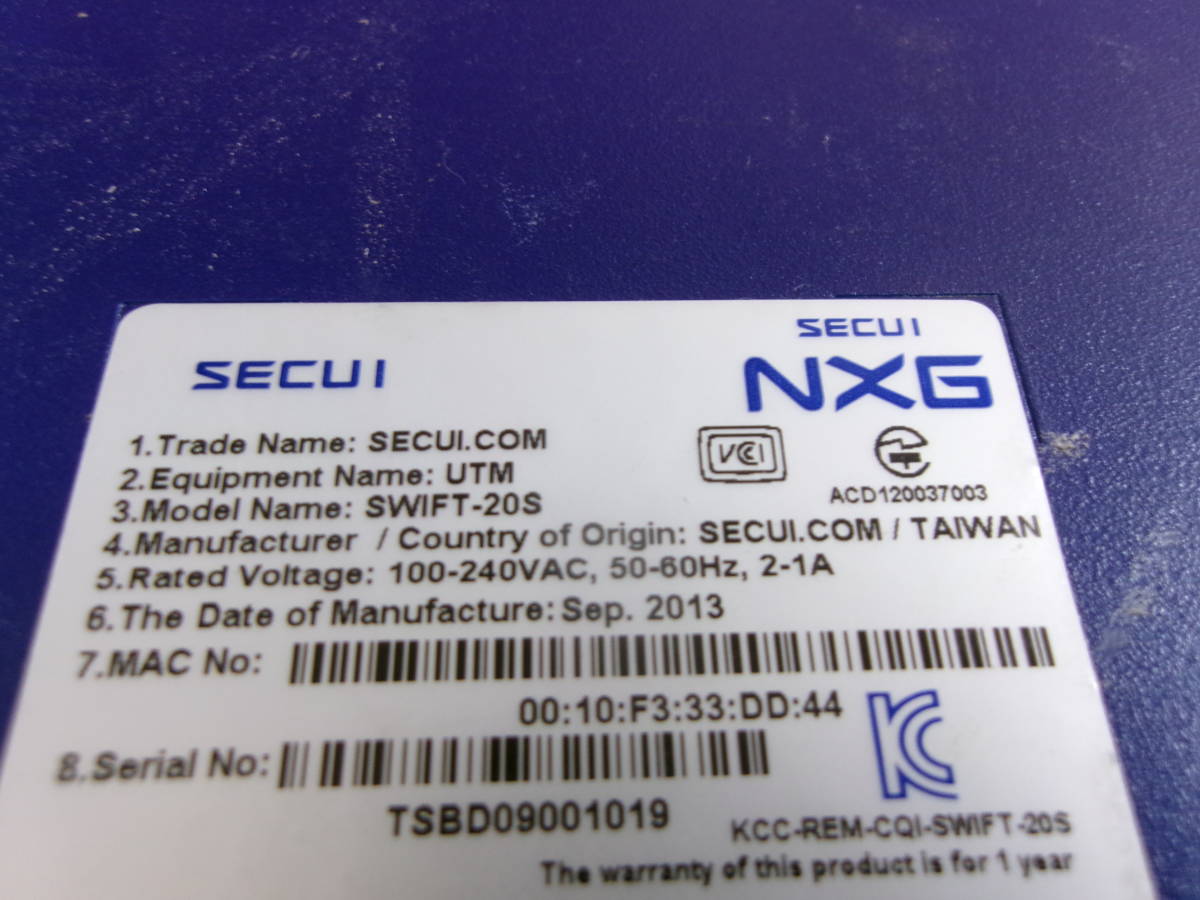 SECUI
SECUI
NXG
1.Trade Name: SECUI.COM
VCCI
2.Equipment Name: UTM
ACD120037003
3.Model Name: SWIFT-20S
4.Manufacturer / Country of Origin: SECUI.COM / TAIWAN
5.Rated Voltage: 100-240VAC, 50-60Hz, 2-1A
6.The Date of Manufacture: Sep. 2013
7.MAC No:
00:10:F3:33:DD:44
8.Serial No:
TSBD09001019
KCC-REM-CQI-SWIFT-20S
The warranty of this product is for 1 year